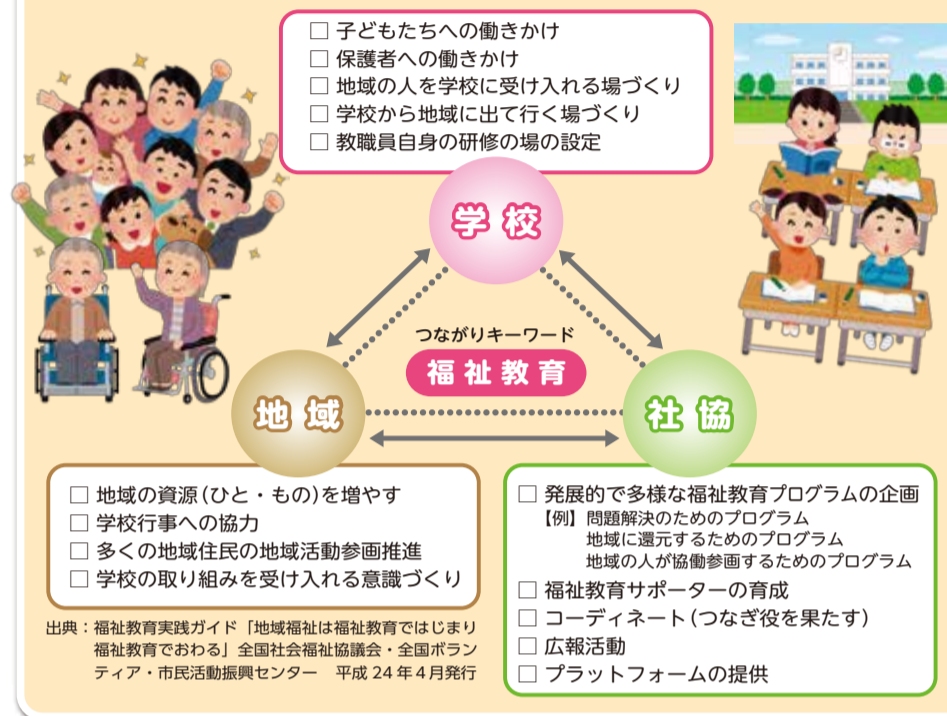 □ 子どもたちへの働きかけ
□ 保護者への働きかけ
□ 地域の人を学校に受け入れる場づくり
□ 学校から地域に出て行く場づくり
□ 教職員自身の研修の場の設定
学校
つながりキーワード
福祉教育
地域
社協
□ 地域の資源(ひと・もの)を増やす
□ 学校行事への協力
□ 多くの地域住民の地域活動参画推進
□ 学校の取り組みを受け入れる意識づくり
出典：福祉教育実践ガイド「地域福祉は福祉教育ではじまり
福祉教育でおわる」全国社会福祉協議会・全国ボラン
ティア・市民活動振興センター　平成24年4月発行
□ 発展的で多様な福祉教育プログラムの企画
【例】問題解決のためのプログラム
地域に還元するためのプログラム
地域の人が協働参画するためのプログラム
□ 福祉教育サポーターの育成
□ コーディネート(つなぎ役を果たす)
□ 広報活動
□ プラットフォームの提供